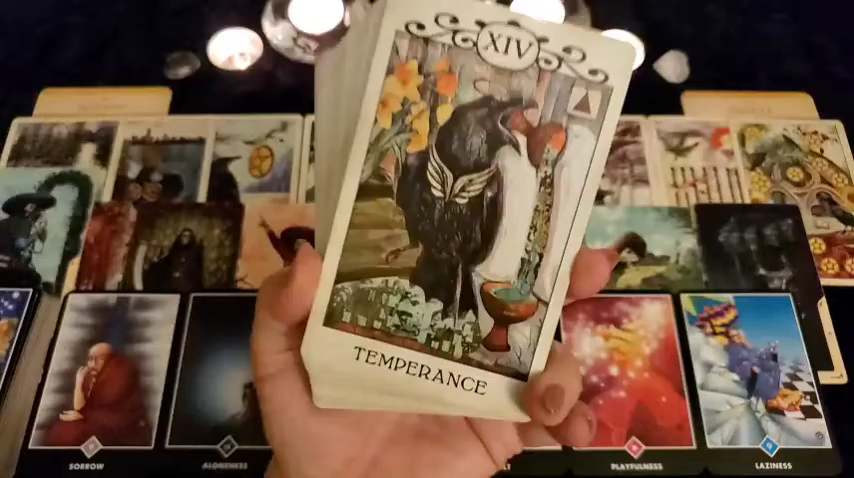 XIV
TEMPERANCE
SORROW
ALONENESS
PLAYFULNESS
LAZINESS